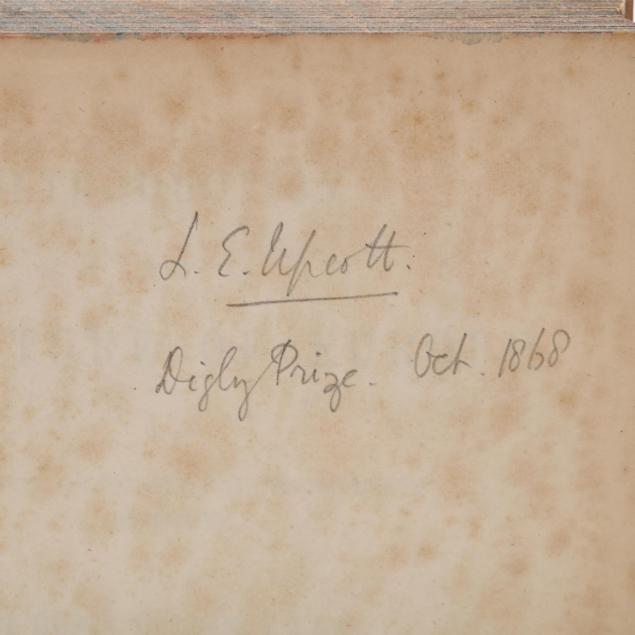 L. E. Upcott.
Digby Prize. Oct. 1868